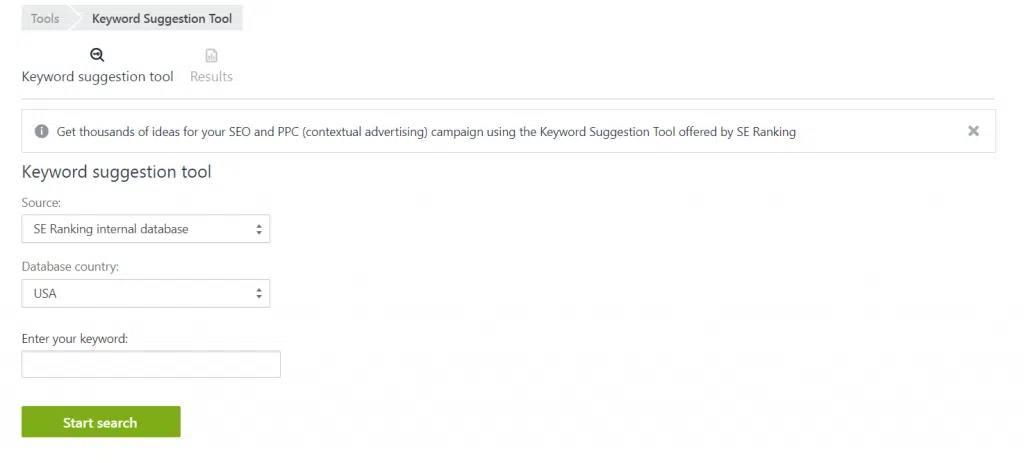 Tools Keyword Suggestion Tool
Keyword suggestion tool Results
Get thousands of ideas for your SEO and PPC (contextual advertising) campaign using the Keyword Suggestion Tool offered by SE Ranking
Keyword suggestion tool
Source:
SE Ranking internal database
Database country:
USA
Enter your keyword:
Start search